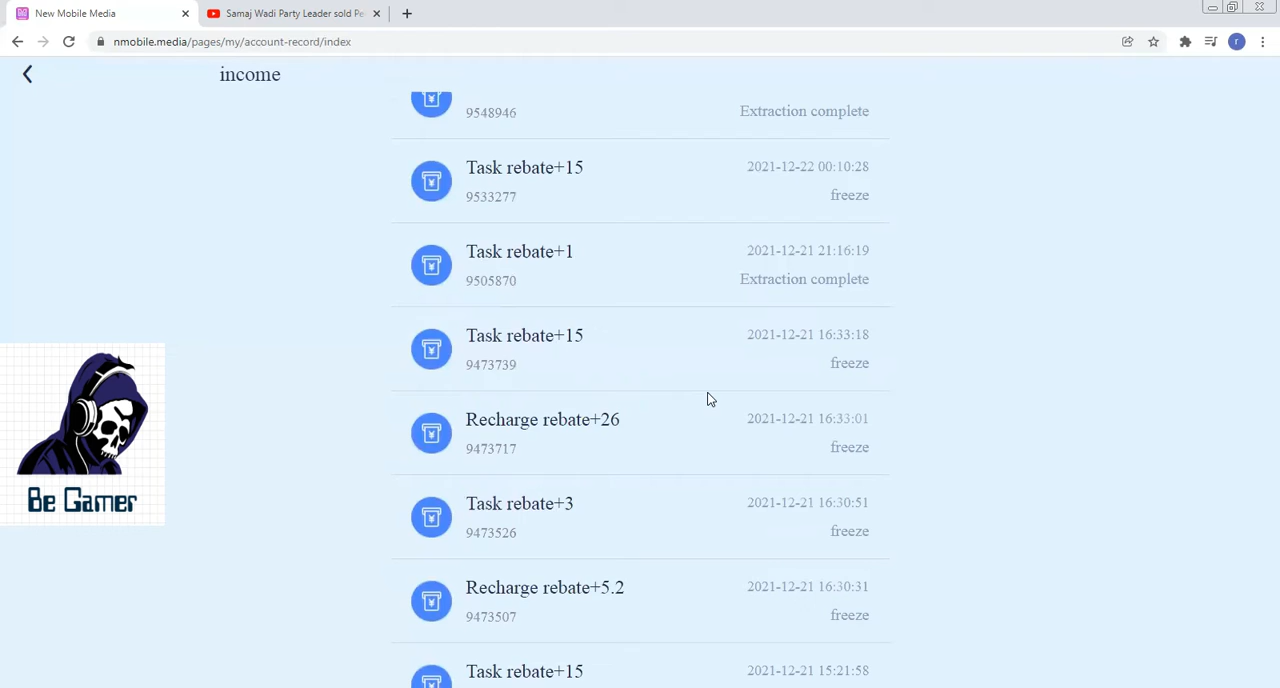 New Mobile Media
Samaj Wadi Party Leader sold Pe
nmobile.media/pages/my/account-record/index
r
income
9548946
Extraction complete
Task rebate+15
2021-12-22 00:10:28
9533277
freeze
Task rebate+1
2021-12-21 21:16:19
9505870
Extraction complete
Task rebate+15
2021-12-21 16:33:18
9473739
freeze
Recharge rebate+26
2021-12-21 16:33:01
9473717
freeze
Task rebate+3
2021-12-21 16:30:51
9473526
freeze
Recharge rebate+5.2
2021-12-21 16:30:31
9473507
freeze
Task rebate+15
2021-12-21 15:21:58
Be Gamer